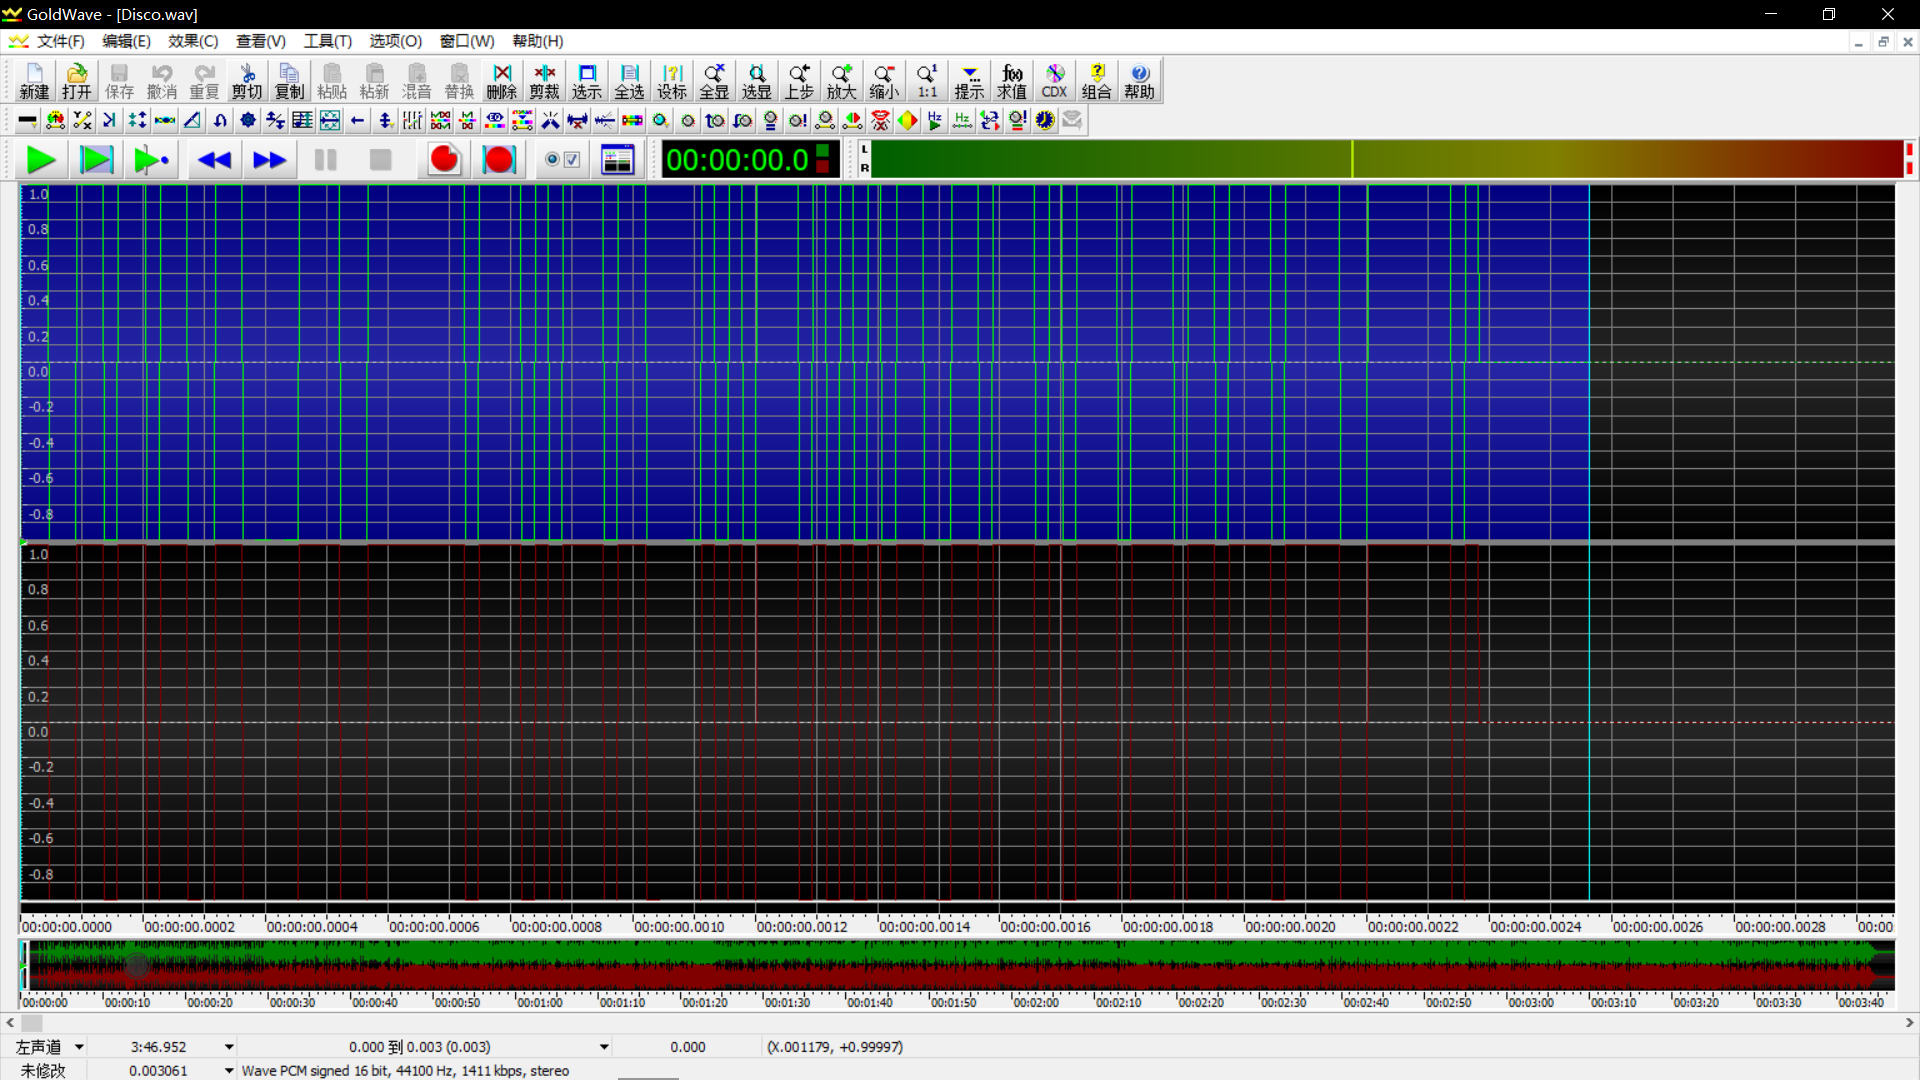 GoldWave - [Disco.wav]
文件(F) 编辑(E) 效果(C) 查看(V) 工具(T) 选项(O) 窗口(W) 帮助(H)
新建 打开 保存 撤消 重复 剪切 复制 粘贴 粘新 混音 替换 删除 剪裁 选示 全选 设标 全显 选显 上步 放大 缩小 1:1 提示 求值 CDX 组合 帮助
00:00:00.0
L
R
1.0
0.8
0.6
0.4
0.2
0.0
-0.2
-0.4
-0.6
-0.8
1.0
0.8
0.6
0.4
0.2
0.0
-0.2
-0.4
-0.6
-0.8
00:00:00.0000 00:00:00.0002 00:00:00.0004 00:00:00.0006 00:00:00.0008 00:00:00.0010 00:00:00.0012 00:00:00.0014 00:00:00.0016 00:00:00.0018 00:00:00.0020 00:00:00.0022 00:00:00.0024 00:00:00.0026 00:00:00.0028 00:00
00:00:00 00:00:10 00:00:20 00:00:30 00:00:40 00:00:50 00:01:00 00:01:10 00:01:20 00:01:30 00:01:40 00:01:50 00:02:00 00:02:10 00:02:20 00:02:30 00:02:40 00:02:50 00:03:00 00:03:10 00:03:20 00:03:30 00:03:40
左声道 3:46.952 0.000 到 0.003 (0.003) 0.000 (X.001179, +0.99997)
未修改 0.003061 Wave PCM signed 16 bit, 44100 Hz, 1411 kbps, stereo